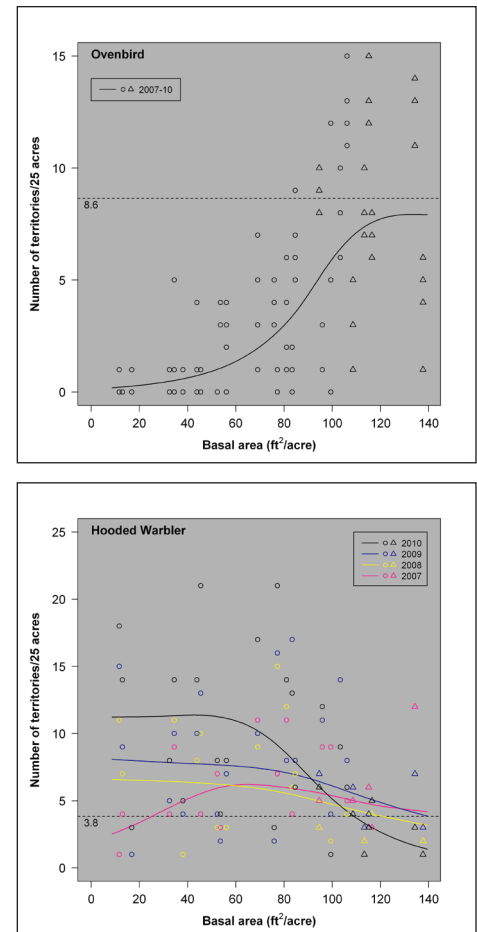 Ovenbird
2007-10
15
10
8.6
5
0
Number of territories/25 acres
0 20 40 60 80 100 120 140
Basal area (ft²/acre)
Hooded Warbler
2010
2009
2008
2007
25
20
15
10
5
3.8
0
Number of territories/25 acres
0 20 40 60 80 100 120 140
Basal area (ft²/acre)